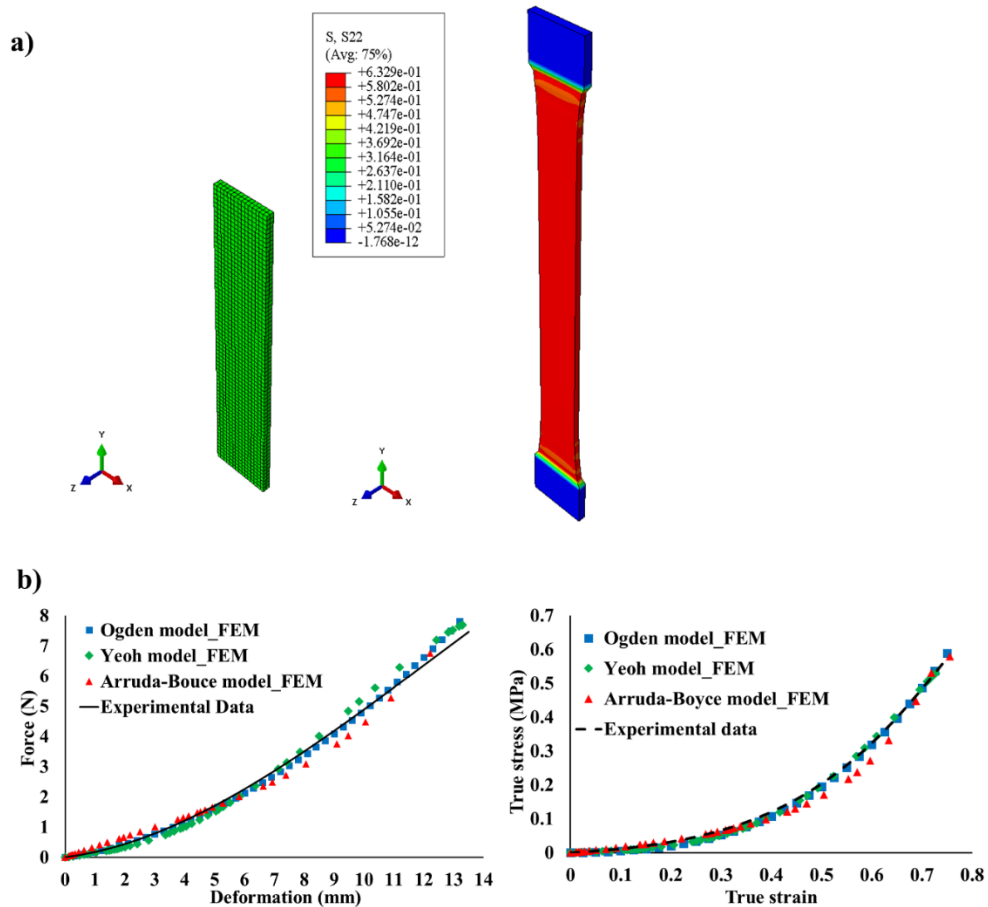 a)
S, S22
(Avg: 75%)
+6.329e-01
+5.802e-01
+5.274e-01
+4.747e-01
+4.219e-01
+3.692e-01
+3.164e-01
+2.637e-01
+2.110e-01
+1.582e-01
+1.055e-01
+5.274e-02
-1.768e-12
Y
Z
X
Y
Z
X
Y
Z
X
b)
Force (N)
8
7
6
5
4
3
2
1
0
Ogden model_FEM
Yeoh model_FEM
Arruda-Bouce model_FEM
Experimental Data
0 1 2 3 4 5 6 7 8 9 10 11 12 13 14
Deformation (mm)
True stress (MPa)
0.7
0.6
0.5
0.4
0.3
0.2
0.1
0
Ogden model_FEM
Yeoh model_FEM
Arruda-Boyce model_FEM
Experimental data
0 0.1 0.2 0.3 0.4 0.5 0.6 0.7 0.8
True strain